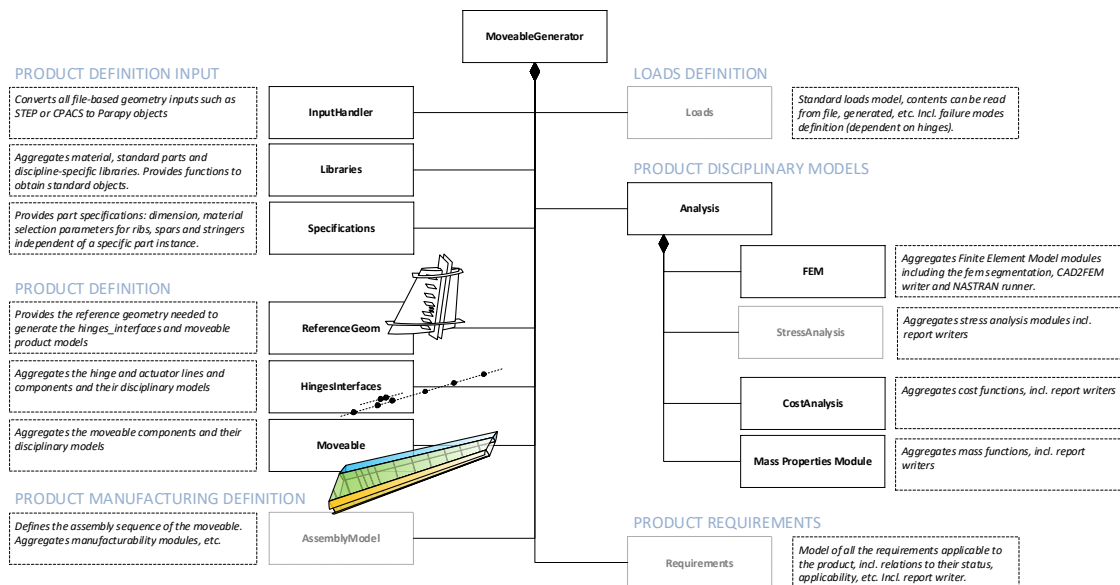 MoveableGenerator
PRODUCT DEFINITION INPUT
Converts all file-based geometry inputs such as
STEP or CPACS to Parapy objects
InputHandler
Aggregates material, standard parts and
discipline-specific libraries. Provides functions to
obtain standard objects.
Libraries
Provides part specifications: dimension, material
selection parameters for ribs, spars and stringers
independent of a specific part instance.
Specifications
PRODUCT DEFINITION
Provides the reference geometry needed to
generate the hinges_interfaces and moveable
product models
ReferenceGeom
Aggregates the hinge and actuator lines and
components and their disciplinary models
HingesInterfaces
Aggregates the moveable components and their
disciplinary models
Moveable
PRODUCT MANUFACTURING DEFINITION
Defines the assembly sequence of the moveable.
Aggregates manufacturability modules, etc.
AssemblyModel
LOADS DEFINITION
Loads
Standard loads model, contents can be read
from file, generated, etc. Incl. failure modes
definition (dependent on hinges).
PRODUCT DISCIPLINARY MODELS
Analysis
FEM
Aggregates Finite Element Model modules
including the fem segmentation, CAD2FEM
writer and NASTRAN runner.
StressAnalysis
Aggregates stress analysis modules incl.
report writers
CostAnalysis
Aggregates cost functions, incl. report writers
Mass Properties Module
Aggregates mass functions, incl. report
writers
PRODUCT REQUIREMENTS
Requirements
Model of all the requirements applicable to
the product, incl. relations to their status,
applicability, etc. Incl. report writer.